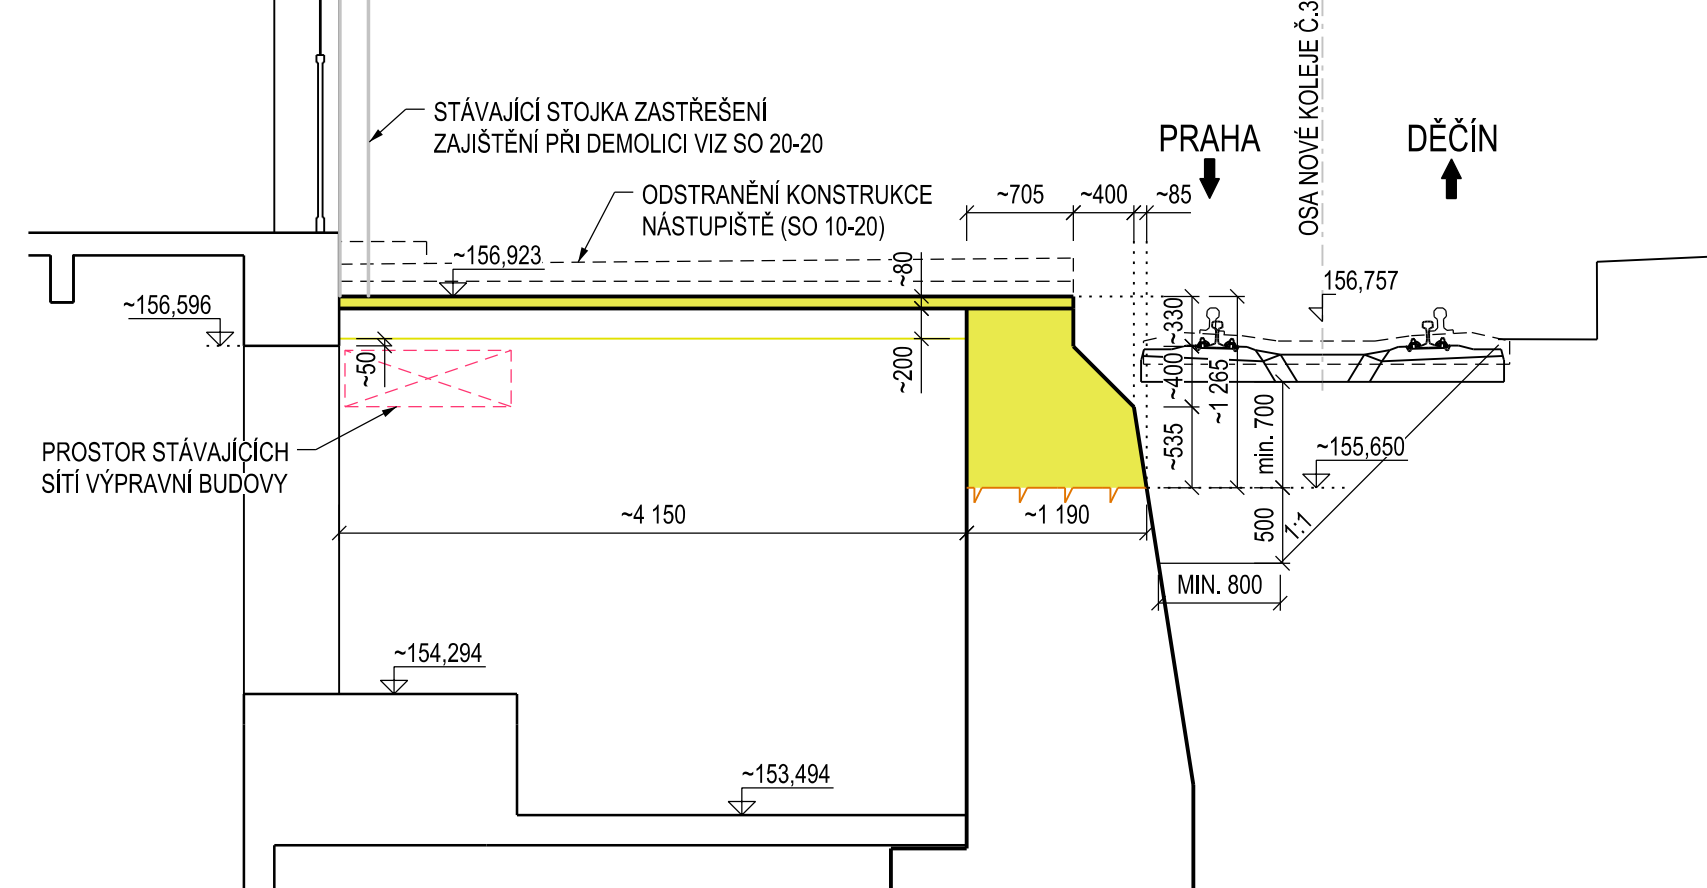 OSA NOVÉ KOLEJE Č.3
STÁVAJÍCÍ STOJKA ZASTŘEŠENÍ
ZAJIŠTĚNÍ PŘI DEMOLICI VIZ SO 20-20
PRAHA
DĚČÍN
ODSTRANĚNÍ KONSTRUKCE
NÁSTUPIŠTĚ (SO 10-20)
~705
~400
~85
~156,923
~80
156,757
~156,596
~330
~50
~200
~400
~1 265
PROSTOR STÁVAJÍCÍCH
SÍTÍ VÝPRAVNÍ BUDOVY
~535
min. 700
~155,650
~4 150
~1 190
500
1:1
MIN. 800
~154,294
~153,494